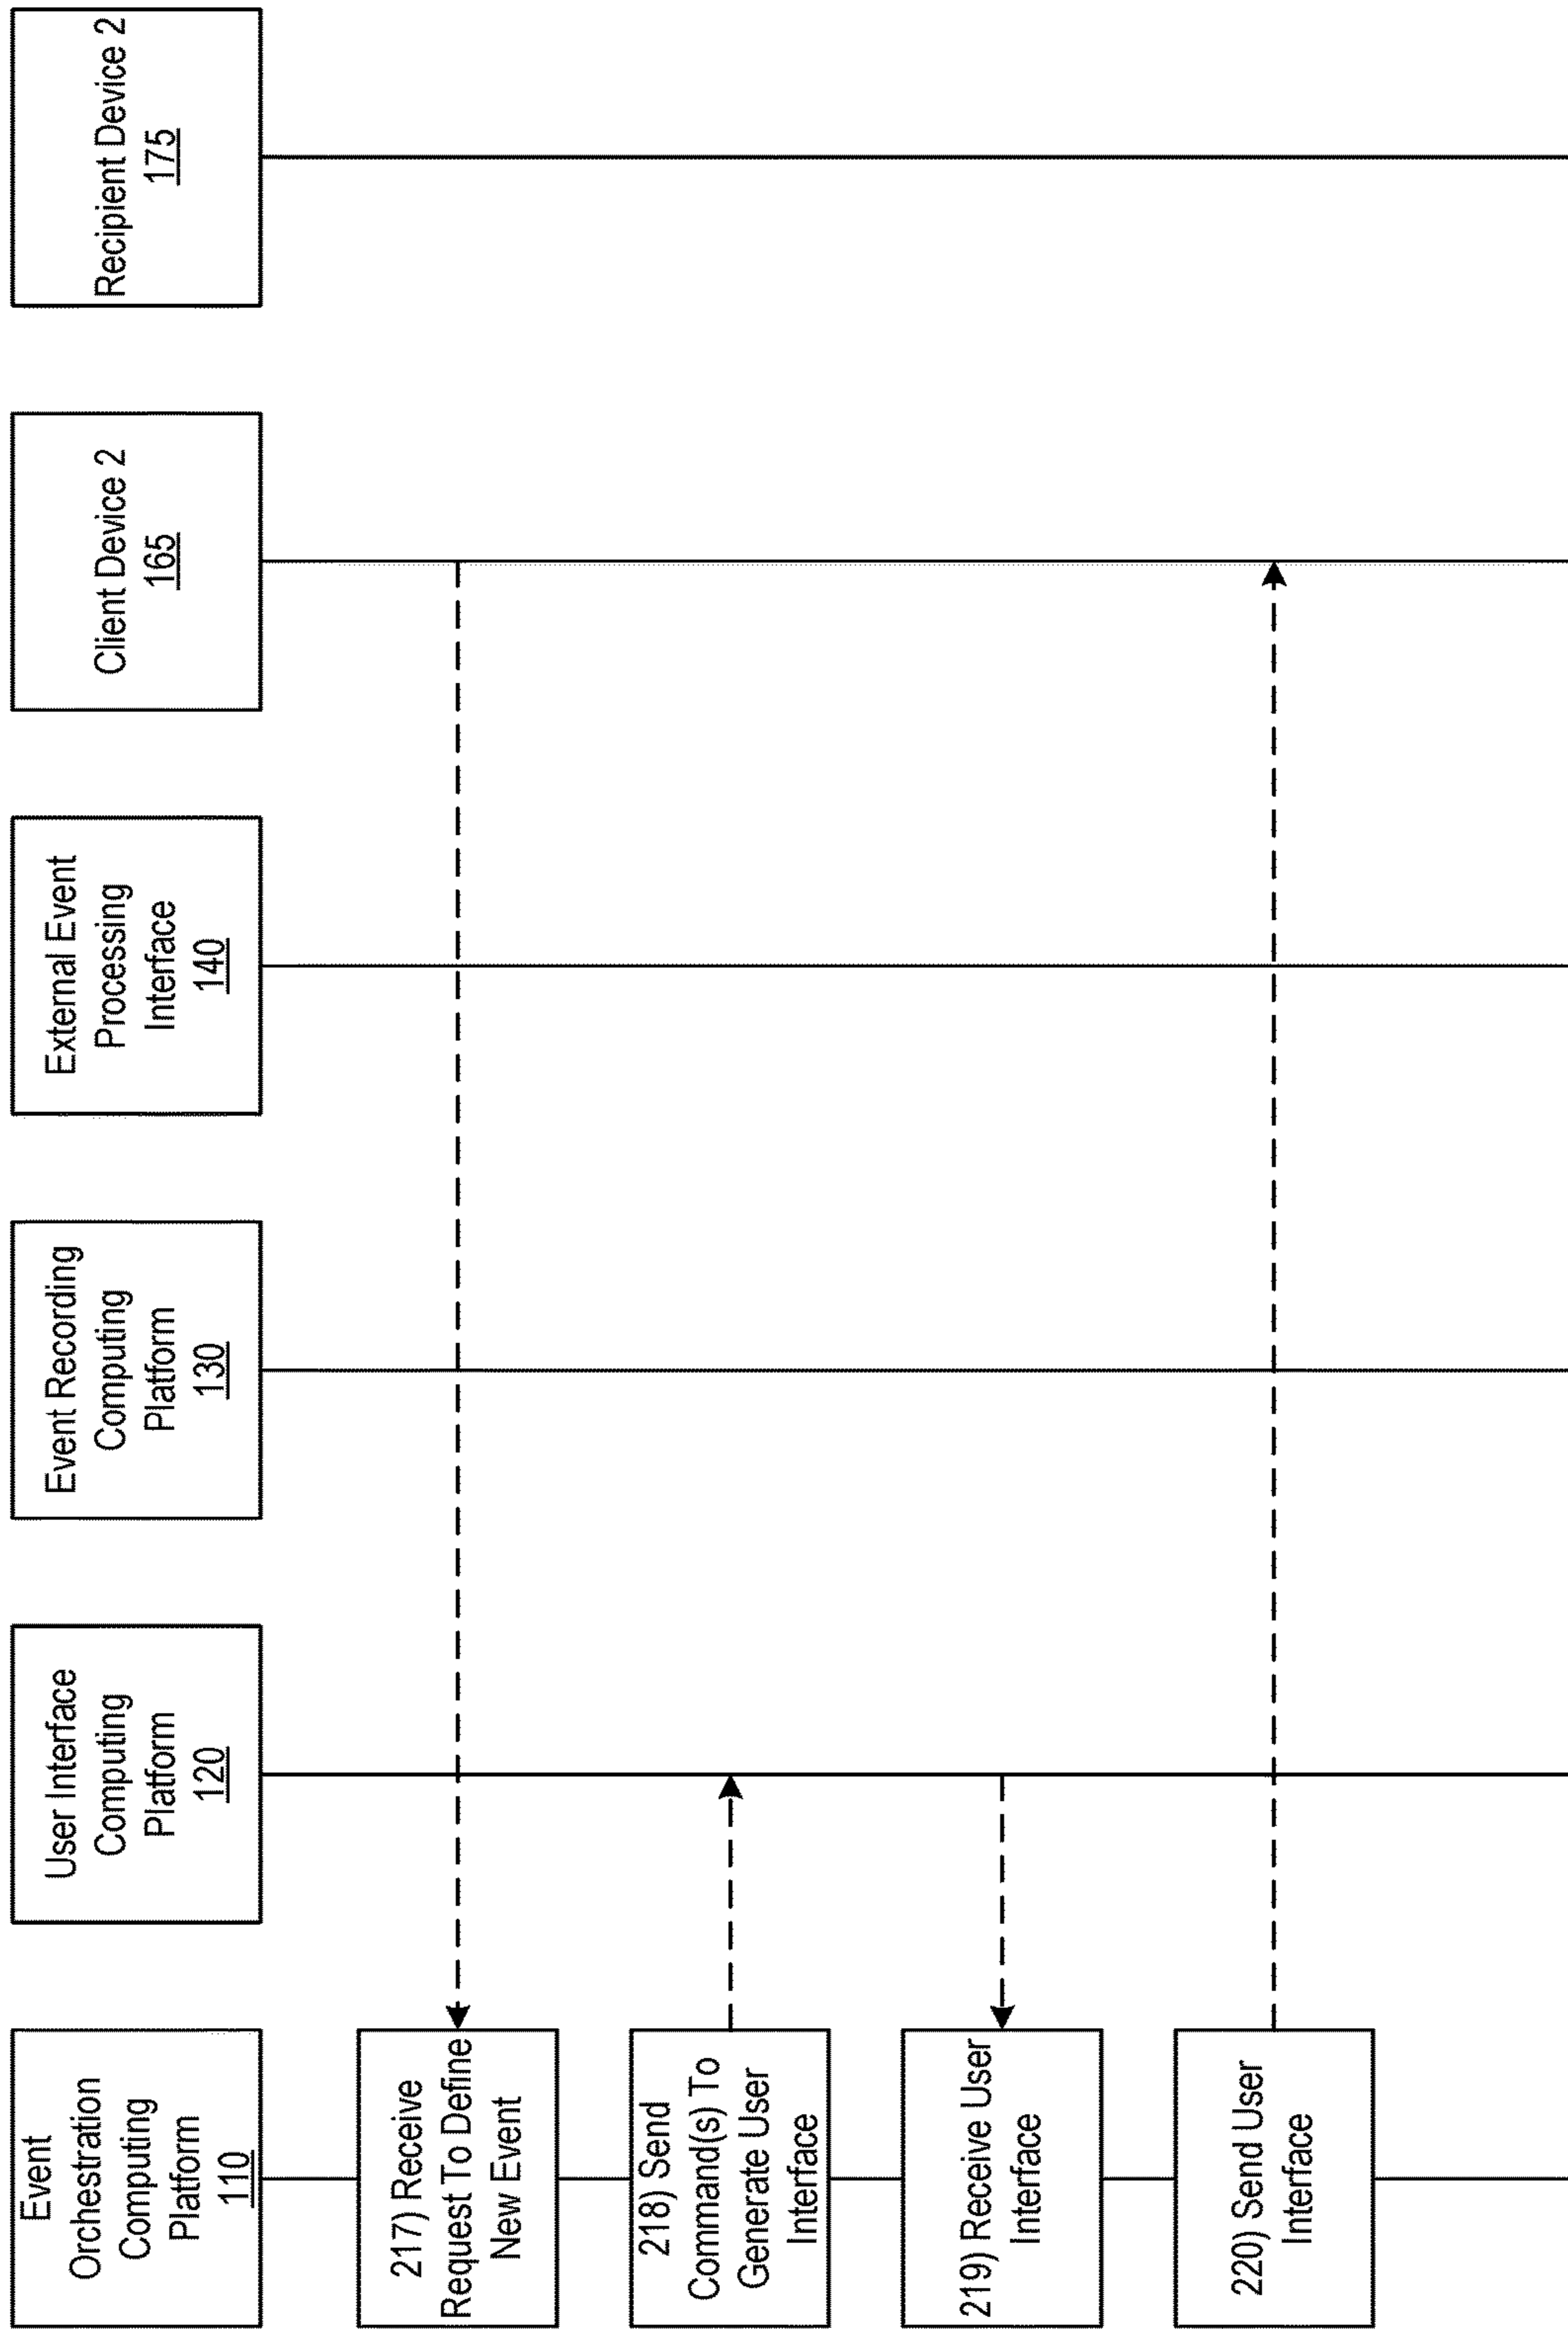 Event
Orchestration
Computing
Platform
110
User Interface
Computing
Platform
120
Event Recording
Computing
Platform
130
External Event
Processing
Interface
140
Client Device 2
165
Recipient Device 2
175
217) Receive
Request To Define
New Event
218) Send
Command(s) To
Generate User
Interface
219) Receive User
Interface
220) Send User
Interface